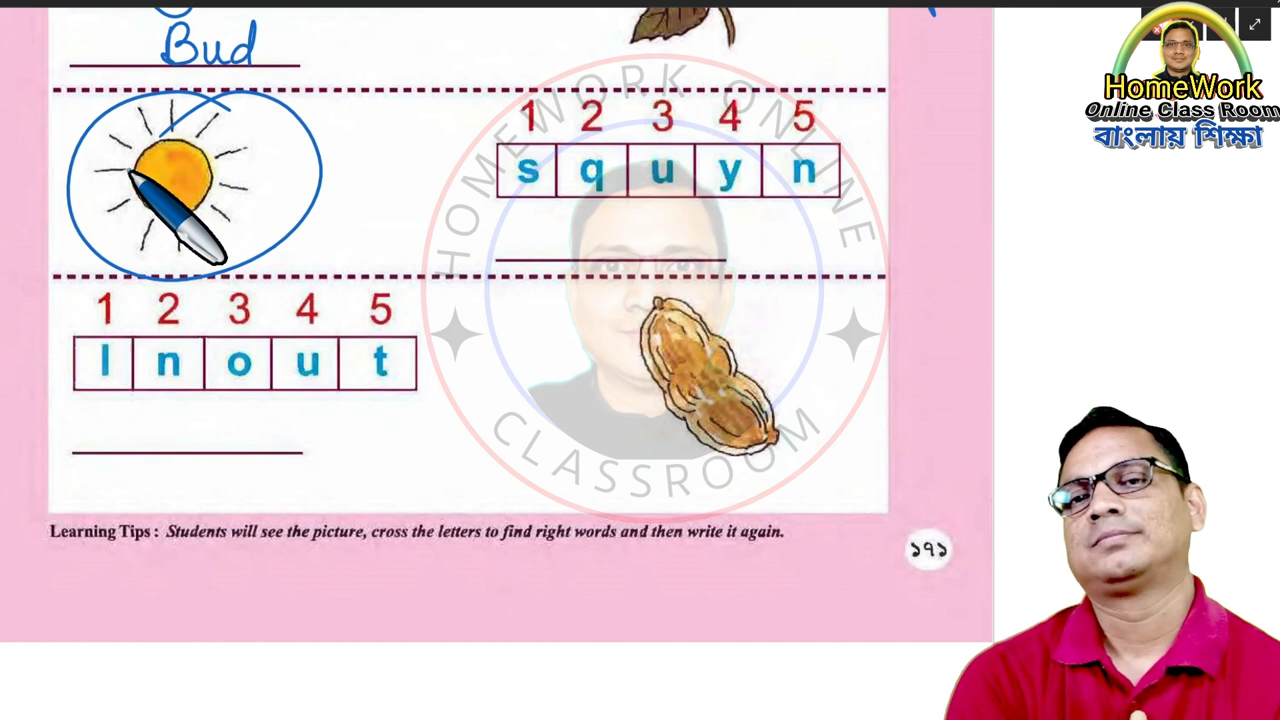 Bud
HomeWork
Online Class Room
বাংলায় শিক্ষা
HOMEWORK ONLINE
CLASSROOM
1 2 3 4 5
s q u y n
1 2 3 4 5
l n o u t
Learning Tips : Students will see the picture, cross the letters to find right words and then write it again.
১৭১